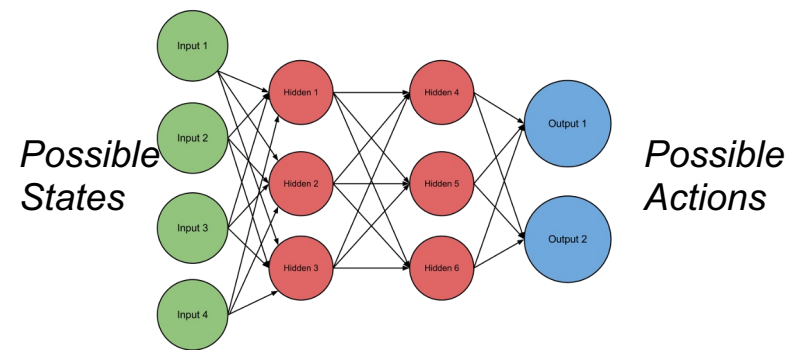 Possible
States
Input 1
Input 2
Input 3
Input 4
Hidden 1
Hidden 2
Hidden 3
Hidden 4
Hidden 5
Hidden 6
Output 1
Output 2
Possible
Actions